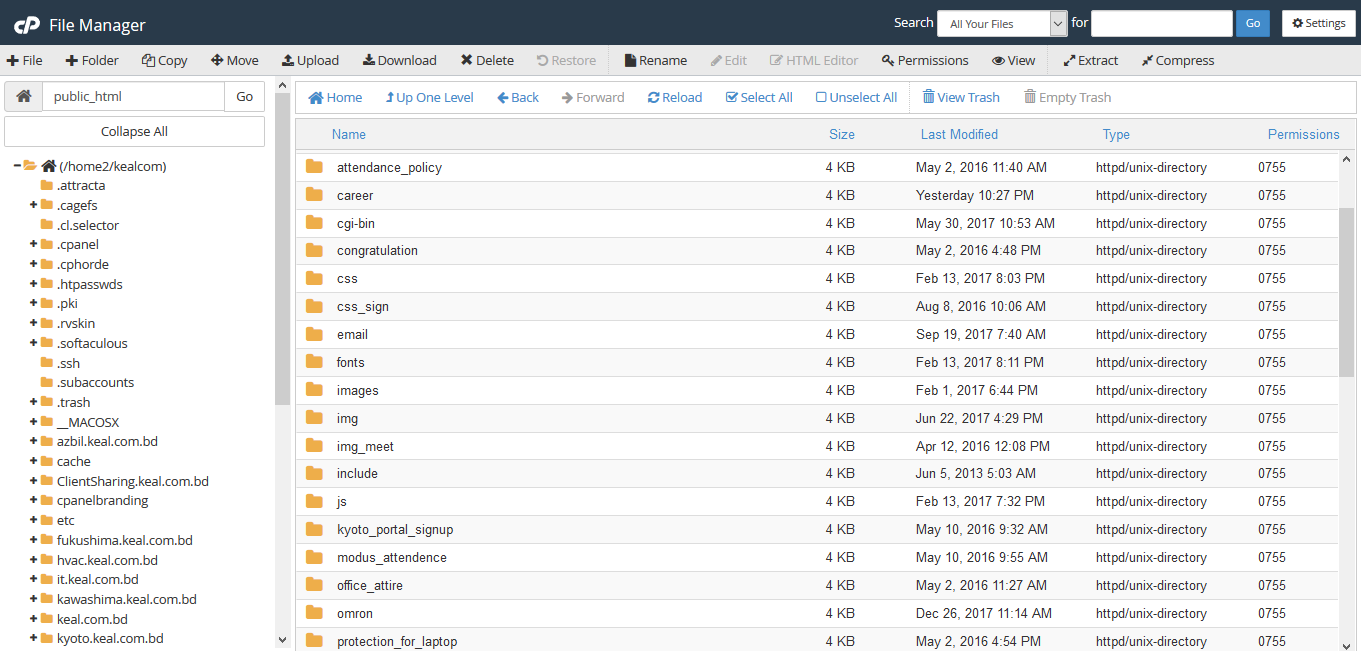 cP File Manager Search All Your Files for Go Settings
File Folder Copy Move Upload Download Delete Restore Rename Edit HTML Editor Permissions View Extract Compress
public_html Go
Collapse All
(/home2/kealcom)
.attracta
.cagefs
.cl.selector
.cpanel
.cphorde
.htpasswds
.pki
.rvskin
.softaculous
.ssh
.subaccounts
.trash
__MACOSX
azbil.keal.com.bd
cache
ClientSharing.keal.com.bd
cpanelbranding
etc
fukushima.keal.com.bd
hvac.keal.com.bd
it.keal.com.bd
kawashima.keal.com.bd
keal.com.bd
kyoto.keal.com.bd
Home Up One Level Back Forward Reload Select All Unselect All View Trash Empty Trash
Name Size Last Modified Type Permissions
attendance_policy 4 KB May 2, 2016 11:40 AM httpd/unix-directory 0755
career 4 KB Yesterday 10:27 PM httpd/unix-directory 0755
cgi-bin 4 KB May 30, 2017 10:53 AM httpd/unix-directory 0755
congratulation 4 KB May 2, 2016 4:48 PM httpd/unix-directory 0755
css 4 KB Feb 13, 2017 8:03 PM httpd/unix-directory 0755
css_sign 4 KB Aug 8, 2016 10:06 AM httpd/unix-directory 0755
email 4 KB Sep 19, 2017 7:40 AM httpd/unix-directory 0755
fonts 4 KB Feb 13, 2017 8:11 PM httpd/unix-directory 0755
images 4 KB Feb 1, 2017 6:44 PM httpd/unix-directory 0755
img 4 KB Jun 22, 2017 4:29 PM httpd/unix-directory 0755
img_meet 4 KB Apr 12, 2016 12:08 PM httpd/unix-directory 0755
include 4 KB Jun 5, 2013 5:03 AM httpd/unix-directory 0755
js 4 KB Feb 13, 2017 7:32 PM httpd/unix-directory 0755
kyoto_portal_signup 4 KB May 10, 2016 9:32 AM httpd/unix-directory 0755
modus_attendence 4 KB May 10, 2016 9:55 AM httpd/unix-directory 0755
office_attire 4 KB May 2, 2016 11:27 AM httpd/unix-directory 0755
omron 4 KB Dec 26, 2017 11:14 AM httpd/unix-directory 0755
protection_for_laptop 4 KB May 2, 2016 4:54 PM httpd/unix-directory 0755